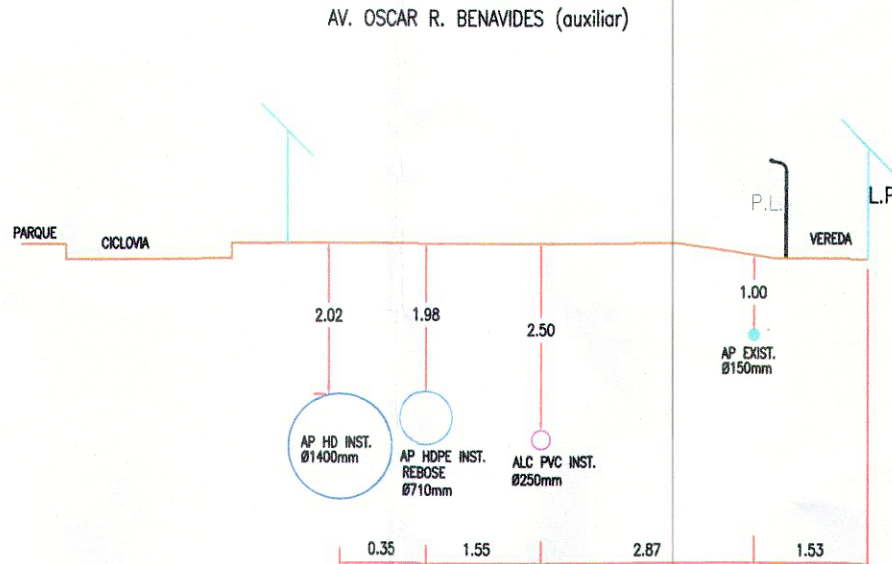 AV. OSCAR R. BENAVIDES (auxiliar)
P.L.
L.P
PARQUE
CICLOVIA
VEREDA
2.02
1.98
2.50
1.00
AP EXIST.
Ø150mm
AP HD INST.
Ø1400mm
AP HDPE INST.
REBOSE
Ø710mm
ALC PVC INST.
Ø250mm
0.35
1.55
2.87
1.53